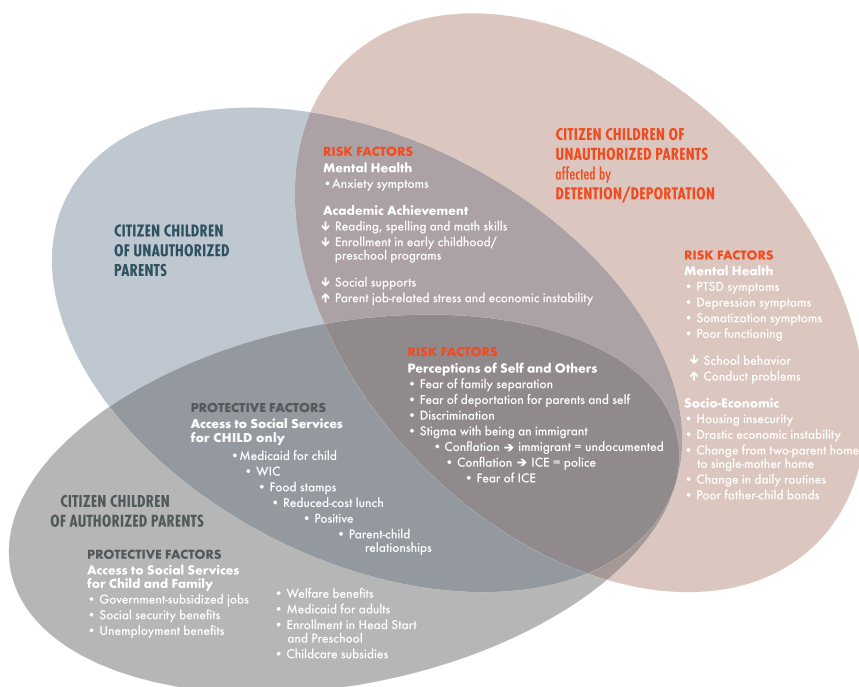 CITIZEN CHILDREN OF
UNAUTHORIZED PARENTS
affected by
DETENTION/DEPORTATION
RISK FACTORS
Mental Health
• Anxiety symptoms
Academic Achievement
↓ Reading, spelling and math skills
↓ Enrollment in early childhood/
preschool programs
↓ Social supports
↑ Parent job-related stress and economic instability
CITIZEN CHILDREN
OF UNAUTHORIZED
PARENTS
RISK FACTORS
Mental Health
• PTSD symptoms
• Depression symptoms
• Somatization symptoms
• Poor functioning
↓ School behavior
↑ Conduct problems
Socio-Economic
• Housing insecurity
• Drastic economic instability
• Change from two-parent home
to single-mother home
• Change in daily routines
• Poor father-child bonds
RISK FACTORS
Perceptions of Self and Others
• Fear of family separation
• Fear of deportation for parents and self
• Discrimination
• Stigma with being an immigrant
• Conflation → immigrant = undocumented
• Conflation → ICE = police
• Fear of ICE
PROTECTIVE FACTORS
Access to Social Services
for CHILD only
• Medicaid for child
• WIC
• Food stamps
• Reduced-cost lunch
• Positive
• Parent-child
relationships
CITIZEN CHILDREN
OF AUTHORIZED PARENTS
PROTECTIVE FACTORS
Access to Social Services
for Child and Family
• Government-subsidized jobs
• Social security benefits
• Unemployment benefits
• Welfare benefits
• Medicaid for adults
• Enrollment in Head Start
and Preschool
• Childcare subsidies